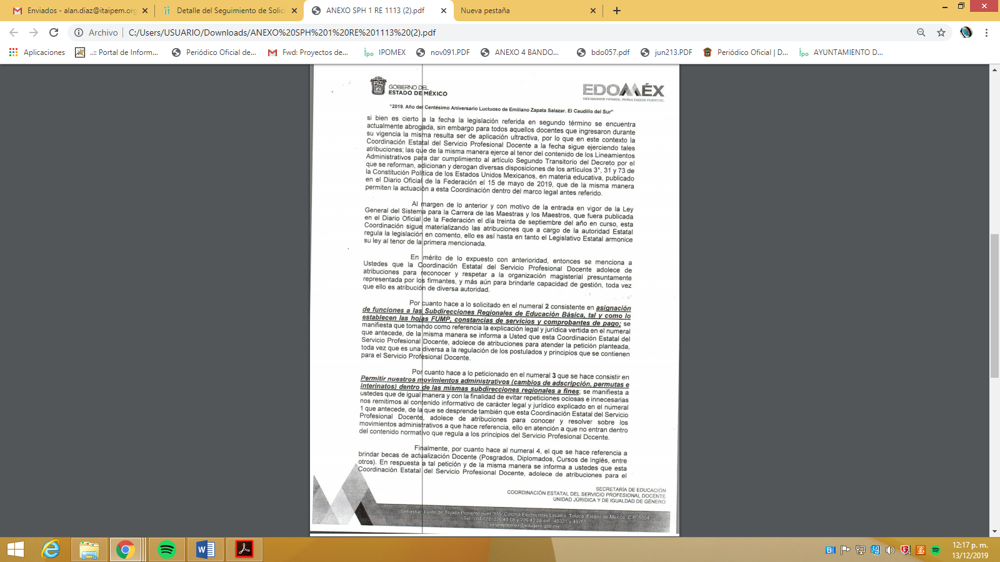 Enviados - alan.diaz@itaipem.org
Detalle del Seguimiento de Solici
ANEXO SPH 1 RE 1113 (2).pdf
Nueva pestaña
Archivo
C:/Users/USUARIO/Downloads/ANEXO%20SPH%201%20RE%201113%20(2).pdf
Aplicaciones
..:: Portal de Inform...
Periódico Oficial de...
Fwd: Proyectos de...
IPOMEX
nov091.PDF
ANEXO 4 BANDO...
bdo057.pdf
jun213.PDF
Periódico Oficial | D...
AYUNTAMIENTO D...
GOBIERNO DEL
ESTADO DE MÉXICO
EDOMÉX
DECISIONES FIRMES, RESULTADOS FUERTES.
"2019. Año del Centésimo Aniversario Luctuoso de Emiliano Zapata Salazar. El Caudillo del Sur"
si bien es cierto a la fecha la legislación referida en segundo término se encuentra
actualmente abrogada, sin embargo para todos aquellos docentes que ingresaron durante
su vigencia la misma resulta ser de aplicación ultractiva, por lo que en este contexto la
Coordinación Estatal del Servicio Profesional Docente a la fecha sigue ejerciendo tales
atribuciones; las que de la misma manera ejerce al tenor del contenido de los Lineamientos
Administrativos para dar cumplimiento al artículo Segundo Transitorio del Decreto por el
que se reforman, adicionan y derogan diversas disposiciones de los artículos 3°, 31 y 73 de
la Constitución Política de los Estados Unidos Mexicanos, en materia educativa, publicado
en el Diario Oficial de la Federación el 15 de mayo de 2019, que de la misma manera
permiten la actuación a esta Coordinación dentro del marco legal antes referido.
Al margen de lo anterior y con motivo de la entrada en vigor de la Ley
General del Sistema para la Carrera de las Maestras y los Maestros, que fuera publicada
en el Diario Oficial de la Federación el día treinta de septiembre del año en curso, esta
Coordinación sigue materializando las atribuciones que a cargo de la autoridad Estatal
regula la legislación en comento, ello es así hasta en tanto el Legislativo Estatal armonice
su ley al tenor de la primera mencionada.
En mérito de lo expuesto con anterioridad, entonces se menciona a
Ustedes que la Coordinación Estatal del Servicio Profesional Docente adolece de
atribuciones para reconocer y respetar a la organización magisterial presuntamente
representada por los firmantes, y más aún para brindarle capacidad de gestión, toda vez
que ello es atribución de diversa autoridad.
Por cuanto hace a lo solicitado en el numeral 2 consistente en asignación
de funciones a las Subdirecciones Regionales de Educación Básica, tal y como lo
establecen las hojas FUMP, constancias de servicios y comprobantes de pago; se
manifiesta que tomando como referencia la explicación legal y jurídica vertida en el numeral
que antecede, de la misma manera se informa a Usted que esta Coordinación Estatal del
Servicio Profesional Docente, adolece de atribuciones para atender la petición planteada,
toda vez que es una diversa a la regulación de los postulados y principios que se contienen
para el Servicio Profesional Docente.
Por cuanto hace a lo peticionado en el numeral 3 que se hace consistir en
Permitir nuestros movimientos administrativos (cambios de adscripción, permutas e
interinatos) dentro de las mismas subdirecciones regionales a fines; se manifiesta a
ustedes que de igual manera y con la finalidad de evitar repeticiones ociosas e innecesarias
nos remitimos al contenido informativo de carácter legal y jurídico explicado en el numeral
1 que antecede, de la que se desprende también que esta Coordinación Estatal del Servicio
Profesional Docente, adolece de atribuciones para conocer y resolver sobre los
movimientos administrativos a que hace referencia, ello en atención a que no entran dentro
del contenido normativo que regula a los principios del Servicio Profesional Docente.
Finalmente, por cuanto hace al numeral 4, el que se hace referencia a
brindar becas de actualización Docente (Posgrados, Diplomados, Cursos de Inglés, entre
otros). En respuesta a tal petición y de la misma manera se informa a ustedes que esta
Coordinación Estatal del Servicio Profesional Docente, adolece de atribuciones para el
SECRETARÍA DE EDUCACIÓN
COORDINACIÓN ESTATAL DEL SERVICIO PROFESIONAL DOCENTE
UNIDAD JÚRIDICA Y DE IGUALDAD DE GÉNERO
Sebastián Lerdo de Tejada Poniente núm. 916, Colonia Electricistas Locales, Toluca, Estado de México. C.P. 5004
Tel.: (01 722) 226 43 08 y 226 43 08 ext. 48321 y 48265
cespdedomex@edugem.gob.mx
12:17 p. m.
13/12/2019